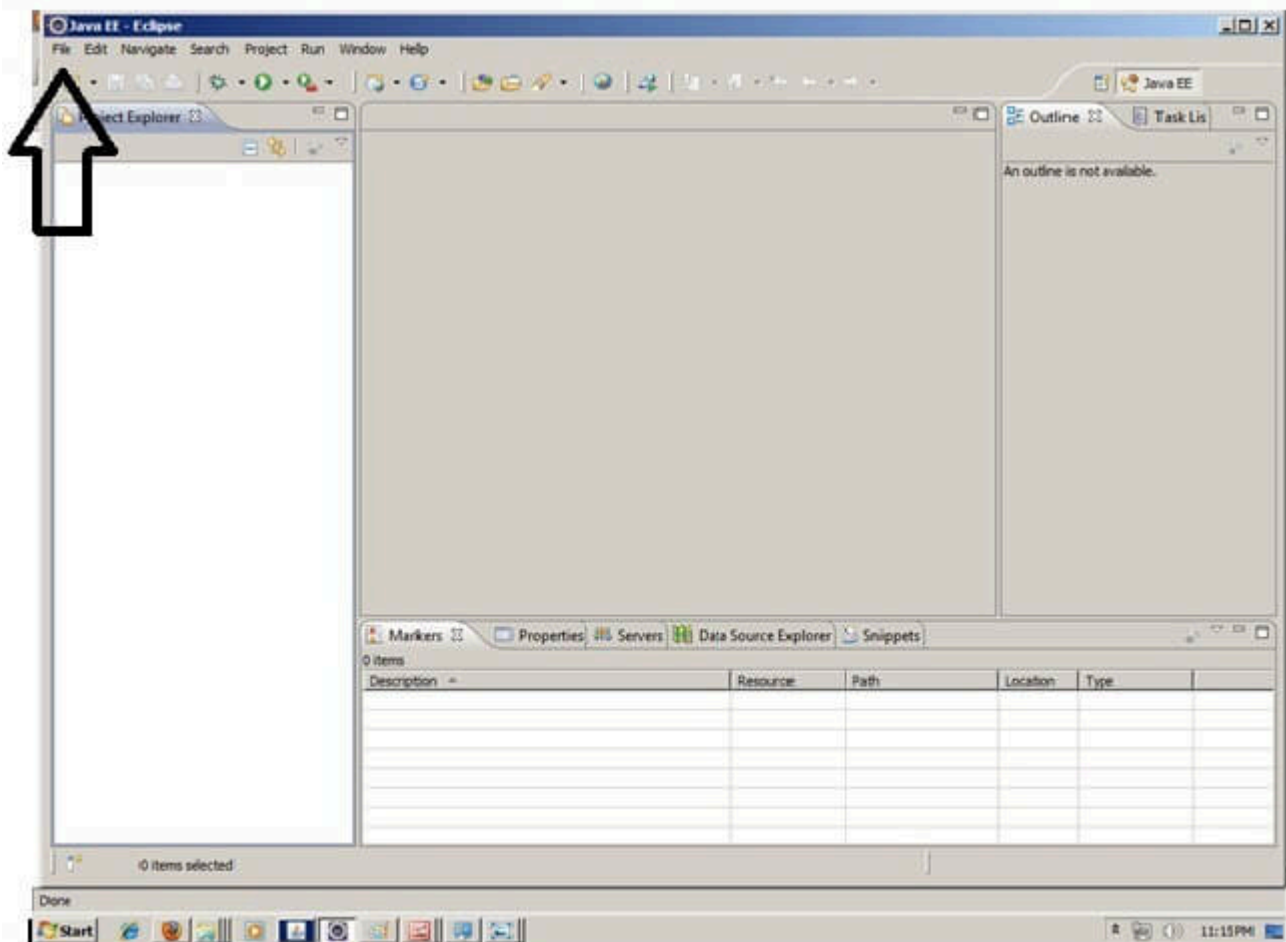 Java EE - Eclipse
File Edit Navigate Search Project Run Window Help
Java EE
Explorer
Outline Task Lis
An outline is not available.
Markers Properties Servers Data Source Explorer Snippets
0 items
Description Resource Path Location Type
0 items selected
Done
Start 11:15PM